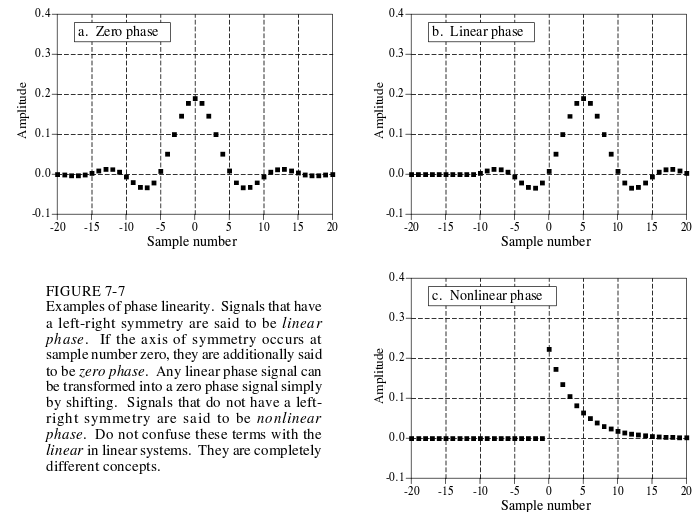 a. Zero phase
0.4
0.3
0.2
0.1
0.0
-0.1
Amplitude
-20 -15 -10 -5 0 5 10 15 20
Sample number
b. Linear phase
0.4
0.3
0.2
0.1
0.0
-0.1
Amplitude
-20 -15 -10 -5 0 5 10 15 20
Sample number
FIGURE 7-7
Examples of phase linearity. Signals that have
a left-right symmetry are said to be linear
phase. If the axis of symmetry occurs at
sample number zero, they are additionally said
to be zero phase. Any linear phase signal can
be transformed into a zero phase signal simply
by shifting. Signals that do not have a left-
right symmetry are said to be nonlinear
phase. Do not confuse these terms with the
linear in linear systems. They are completely
different concepts.
c. Nonlinear phase
0.4
0.3
0.2
0.1
0.0
-0.1
Amplitude
-20 -15 -10 -5 0 5 10 15 20
Sample number